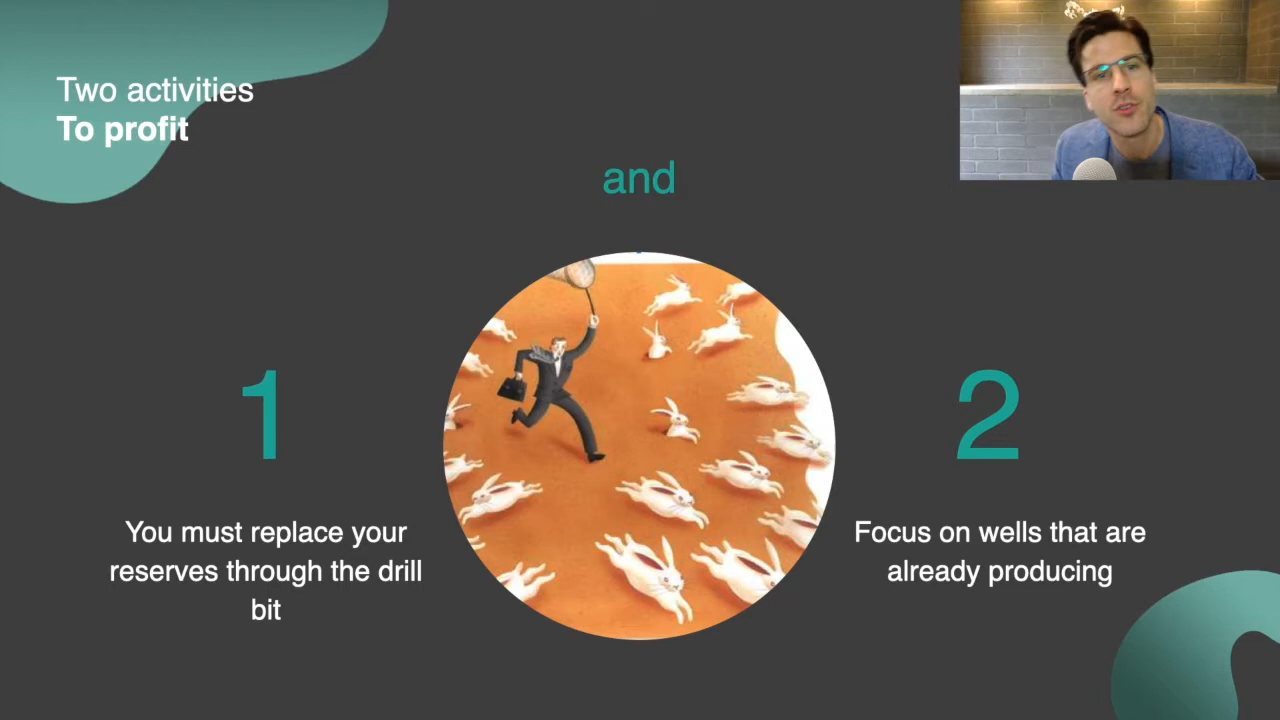 Two activities
To profit
and
1
You must replace your
reserves through the drill
bit
2
Focus on wells that are
already producing